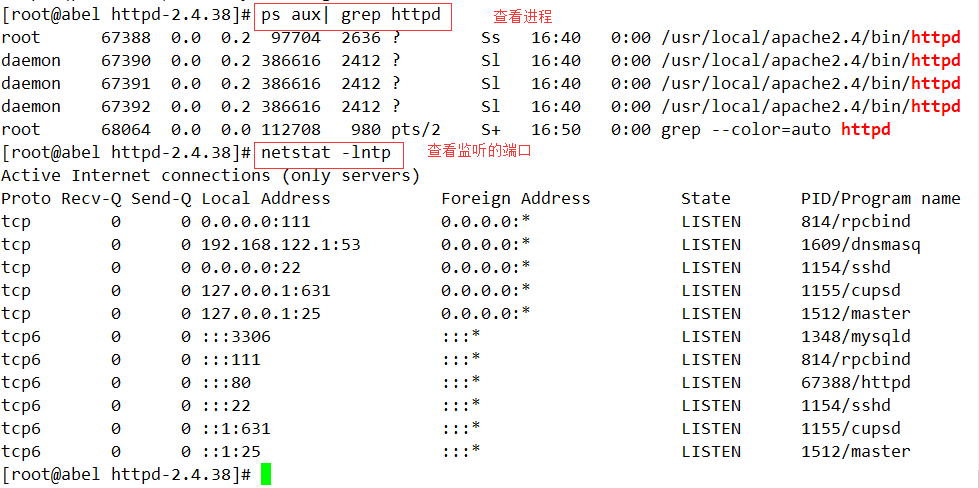 [root@abel httpd-2.4.38]# ps aux| grep httpd 查看进程
root 67388 0.0 0.2 97704 2636 ? Ss 16:40 0:00 /usr/local/apache2.4/bin/httpd
daemon 67390 0.0 0.2 386616 2412 ? Sl 16:40 0:00 /usr/local/apache2.4/bin/httpd
daemon 67391 0.0 0.2 386616 2412 ? Sl 16:40 0:00 /usr/local/apache2.4/bin/httpd
daemon 67392 0.0 0.2 386616 2412 ? Sl 16:40 0:00 /usr/local/apache2.4/bin/httpd
root 68064 0.0 0.0 112708 980 pts/2 S+ 16:50 0:00 grep --color=auto httpd
[root@abel httpd-2.4.38]# netstat -lntp 查看监听的端口
Active Internet connections (only servers)
Proto Recv-Q Send-Q Local Address Foreign Address State PID/Program name
tcp 0 0 0.0.0.0:111 0.0.0.0:* LISTEN 814/rpcbind
tcp 0 0 192.168.122.1:53 0.0.0.0:* LISTEN 1609/dnsmasq
tcp 0 0 0.0.0.0:22 0.0.0.0:* LISTEN 1154/sshd
tcp 0 0 127.0.0.1:631 0.0.0.0:* LISTEN 1155/cupsd
tcp 0 0 127.0.0.1:25 0.0.0.0:* LISTEN 1512/master
tcp6 0 0 :::3306 :::* LISTEN 1348/mysqld
tcp6 0 0 :::111 :::* LISTEN 814/rpcbind
tcp6 0 0 :::80 :::* LISTEN 67388/httpd
tcp6 0 0 :::22 :::* LISTEN 1154/sshd
tcp6 0 0 ::1:631 :::* LISTEN 1155/cupsd
tcp6 0 0 ::1:25 :::* LISTEN 1512/master
[root@abel httpd-2.4.38]#